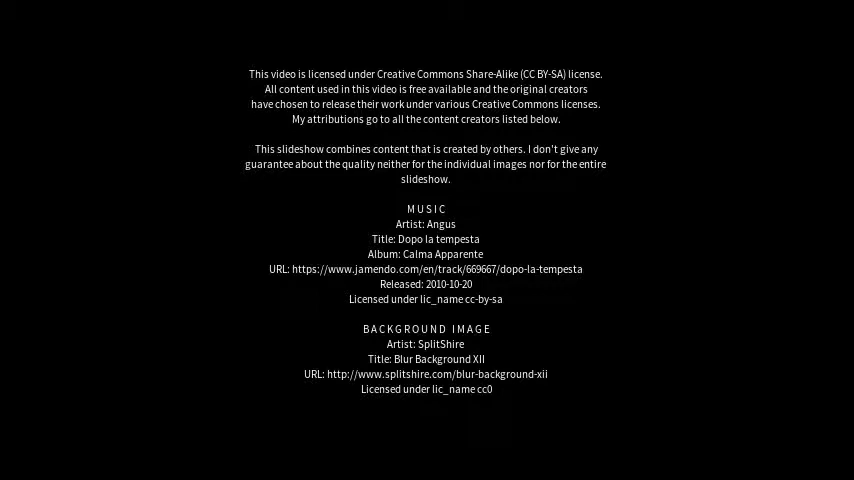 This video is licensed under Creative Commons Share-Alike (CC BY-SA) license.
All content used in this video is free available and the original creators
have chosen to release their work under various Creative Commons licenses.
My attributions go to all the content creators listed below.
This slideshow combines content that is created by others. I don't give any
guarantee about the quality neither for the individual images nor for the entire
slideshow.
MUSIC
Artist: Angus
Title: Dopo la tempesta
Album: Calma Apparente
URL: https://www.jamendo.com/en/track/669667/dopo-la-tempesta
Released: 2010-10-20
Licensed under lic_name cc-by-sa
BACKGROUND IMAGE
Artist: SplitShire
Title: Blur Background XII
URL: http://www.splitshire.com/blur-background-xii
Licensed under lic_name cc0